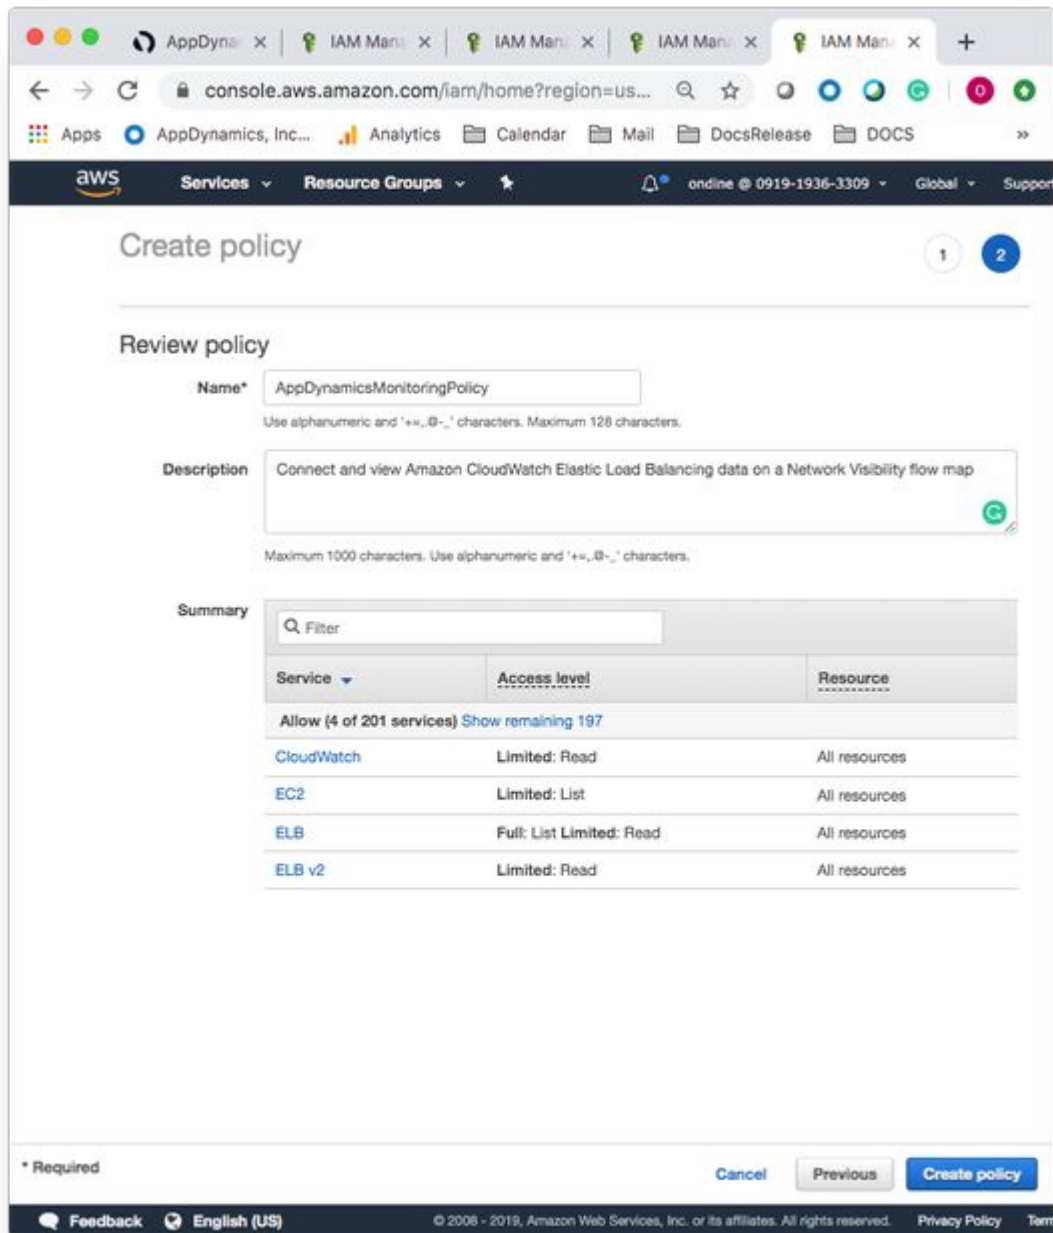 AppDyna
IAM Mana
IAM Mana
IAM Mana
IAM Mana
console.aws.amazon.com/iam/home?region=us...
G
O
Apps AppDynamics, Inc... Analytics Calendar Mail DocsRelease DOCS »
aws Services Resource Groups ondine @ 0919-1936-3309 Global Support
Create policy 1 2
Review policy
Name* AppDynamicsMonitoringPolicy
Use alphanumeric and '+=,.@-_' characters. Maximum 128 characters.
Description Connect and view Amazon CloudWatch Elastic Load Balancing data on a Network Visibility flow map
Maximum 1000 characters. Use alphanumeric and '+=,.@-_' characters.
Summary Filter
Service Access level Resource
Allow (4 of 201 services) Show remaining 197
CloudWatch Limited: Read All resources
EC2 Limited: List All resources
ELB Full: List Limited: Read All resources
ELB v2 Limited: Read All resources
* Required Cancel Previous Create policy
Feedback English (US) © 2008 - 2019, Amazon Web Services, Inc. or its affiliates. All rights reserved. Privacy Policy Term